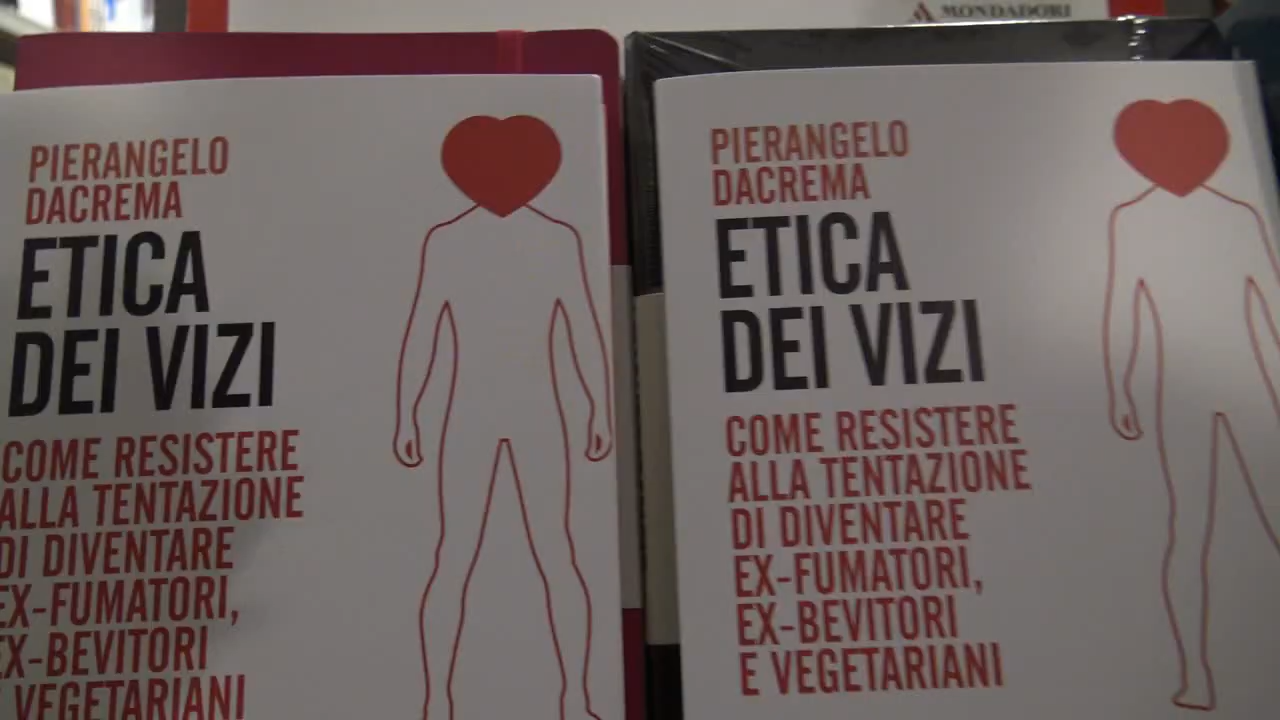 MONDADORI
PIERANGELO
DACREMA
ETICA
DEI VIZI
COME RESISTERE
ALLA TENTAZIONE
DI DIVENTARE
EX-FUMATORI,
EX-BEVITORI
E VEGETARIANI
PIERANGELO
DACREMA
ETICA
DEI VIZI
COME RESISTERE
ALLA TENTAZIONE
DI DIVENTARE
EX-FUMATORI,
EX-BEVITORI
E VEGETARIANI